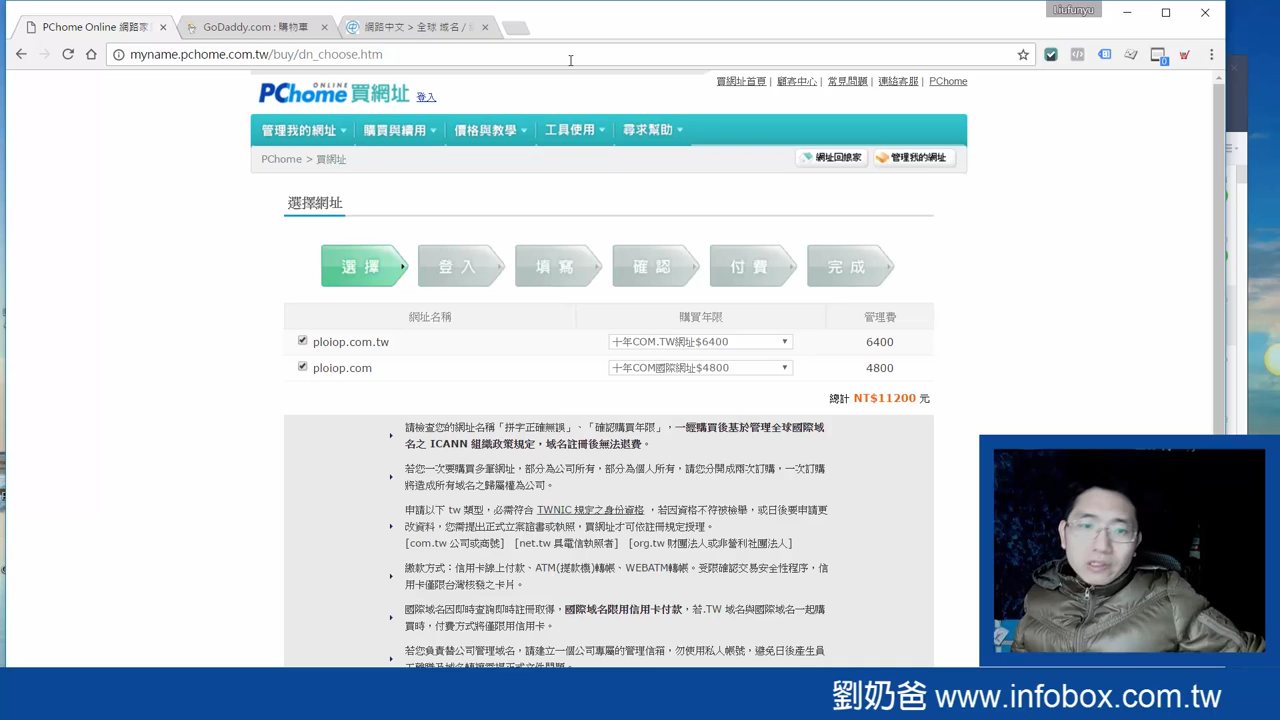 Liufunyu
PChome Online 網路家
GoDaddy.com : 購物車
網路中文 > 全球 域名 /
myname.pchome.com.tw/buy/dn_choose.htm
買網址首頁 | 顧客中心 | 常見問題 | 連絡客服 | PChome
PChome ONLINE 買網址 登入
管理我的網址 購買與續用 價格與教學 工具使用 尋求幫助
PChome > 買網址
網址回娘家 管理我的網址
選擇網址
選擇 登入 填寫 確認 付費 完成
網址名稱 購買年限 管理費
ploiop.com.tw 十年COM.TW網址$6400 6400
ploiop.com 十年COM國際網址$4800 4800
總計 NT$11200 元
請檢查您的網址名稱「拼字正確無誤」、「確認購買年限」，一經購買後基於管理全球國際域
名之 ICANN 組織政策規定，域名註冊後無法退費。
若您一次要購買多筆網址，部分為公司所有，部分為個人所有，請您分開成兩次訂購，一次訂購
將造成所有域名之歸屬權為公司。
申請以下 tw 類型，必需符合 TWNIC 規定之身份資格 ，若因資格不符被檢舉，或日後要申請更
改資料，您需提出正式立案證書或執照，買網址才可依註冊規定授理。
[com.tw 公司或商號] [net.tw 具電信執照者] [org.tw 財團法人或非營利社團法人]
繳款方式：信用卡線上付款、ATM(提款機)轉帳、WEBATM轉帳。受限確認交易安全性程序，信
用卡僅限台灣核發之卡片。
國際域名因即時查詢即時註冊取得，國際域名限用信用卡付款，若.TW 域名與國際域名一起購
買時，付費方式將僅限用信用卡。
若您負責替公司管理域名，請建立一個公司專屬的管理信箱，勿使用私人帳號，避免日後產生員
劉奶爸 www.infobox.com.tw